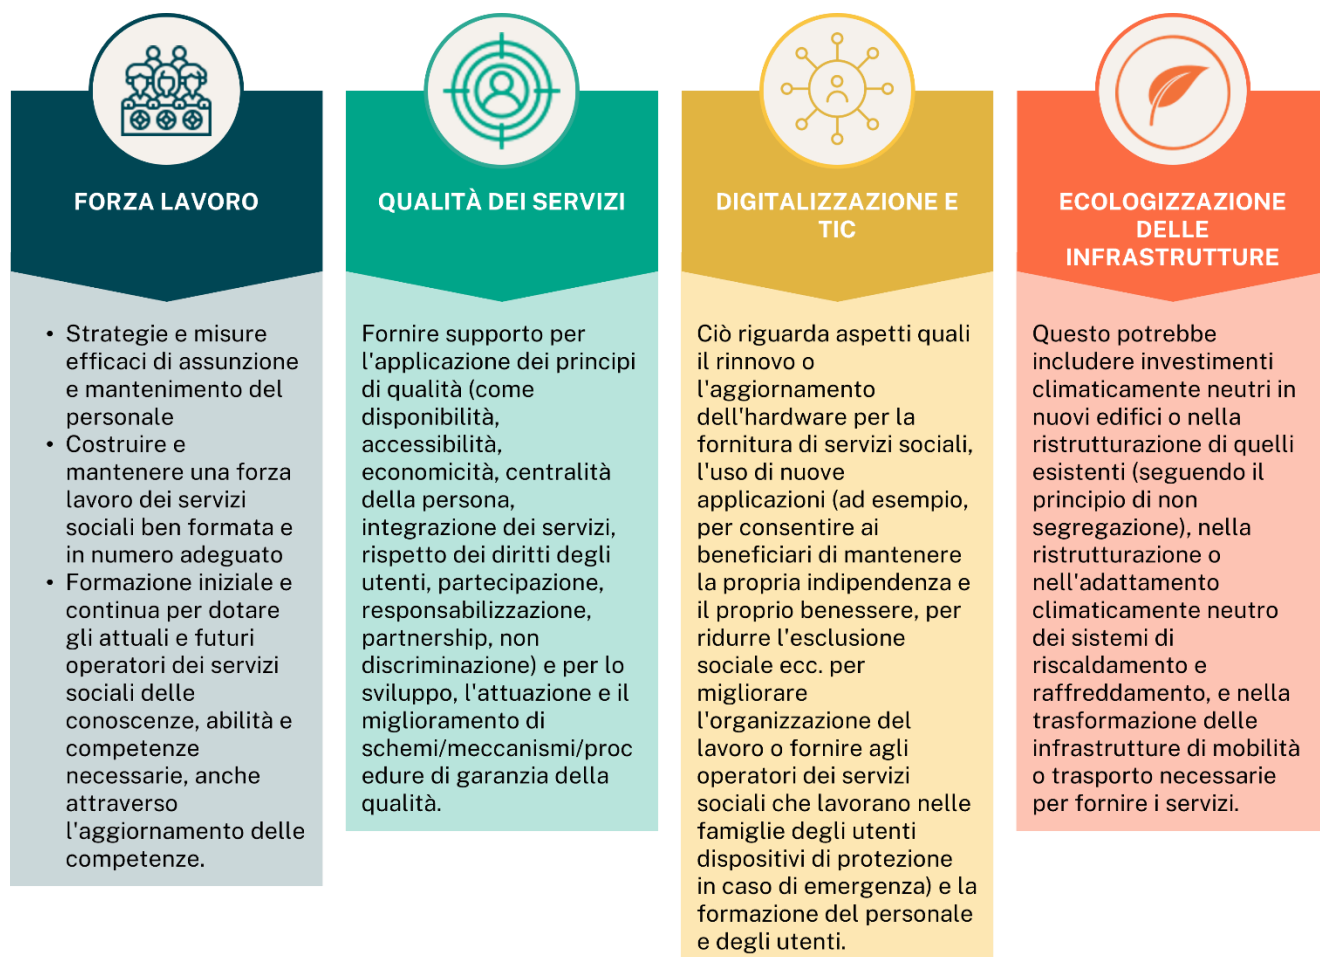 FORZA LAVORO
• Strategie e misure
efficaci di assunzione
e mantenimento del
personale
• Costruire e
mantenere una forza
lavoro dei servizi
sociali ben formata e
in numero adeguato
• Formazione iniziale e
continua per dotare
gli attuali e futuri
operatori dei servizi
sociali delle
conoscenze, abilità e
competenze
necessarie, anche
attraverso
l'aggiornamento delle
competenze.
QUALITÀ DEI SERVIZI
Fornire supporto per
l'applicazione dei principi
di qualità (come
disponibilità,
accessibilità,
economicità, centralità
della persona,
integrazione dei servizi,
rispetto dei diritti degli
utenti, partecipazione,
responsabilizzazione,
partnership, non
discriminazione) e per lo
sviluppo, l'attuazione e il
miglioramento di
schemi/meccanismi/proc
edure di garanzia della
qualità.
DIGITALIZZAZIONE E
TIC
Ciò riguarda aspetti quali
il rinnovo o
l'aggiornamento
dell'hardware per la
fornitura di servizi sociali,
l'uso di nuove
applicazioni (ad esempio,
per consentire ai
beneficiari di mantenere
la propria indipendenza e
il proprio benessere, per
ridurre l'esclusione
sociale ecc. per
migliorare
l'organizzazione del
lavoro o fornire agli
operatori dei servizi
sociali che lavorano nelle
famiglie degli utenti
dispositivi di protezione
in caso di emergenza) e la
formazione del personale
e degli utenti.
ECOLOGIZZAZIONE
DELLE
INFRASTRUTTURE
Questo potrebbe
includere investimenti
climaticamente neutri in
nuovi edifici o nella
ristrutturazione di quelli
esistenti (seguendo il
principio di non
segregazione), nella
ristrutturazione o
nell'adattamento
climaticamente neutro
dei sistemi di
riscaldamento e
raffreddamento, e nella
trasformazione delle
infrastrutture di mobilità
o trasporto necessarie
per fornire i servizi.